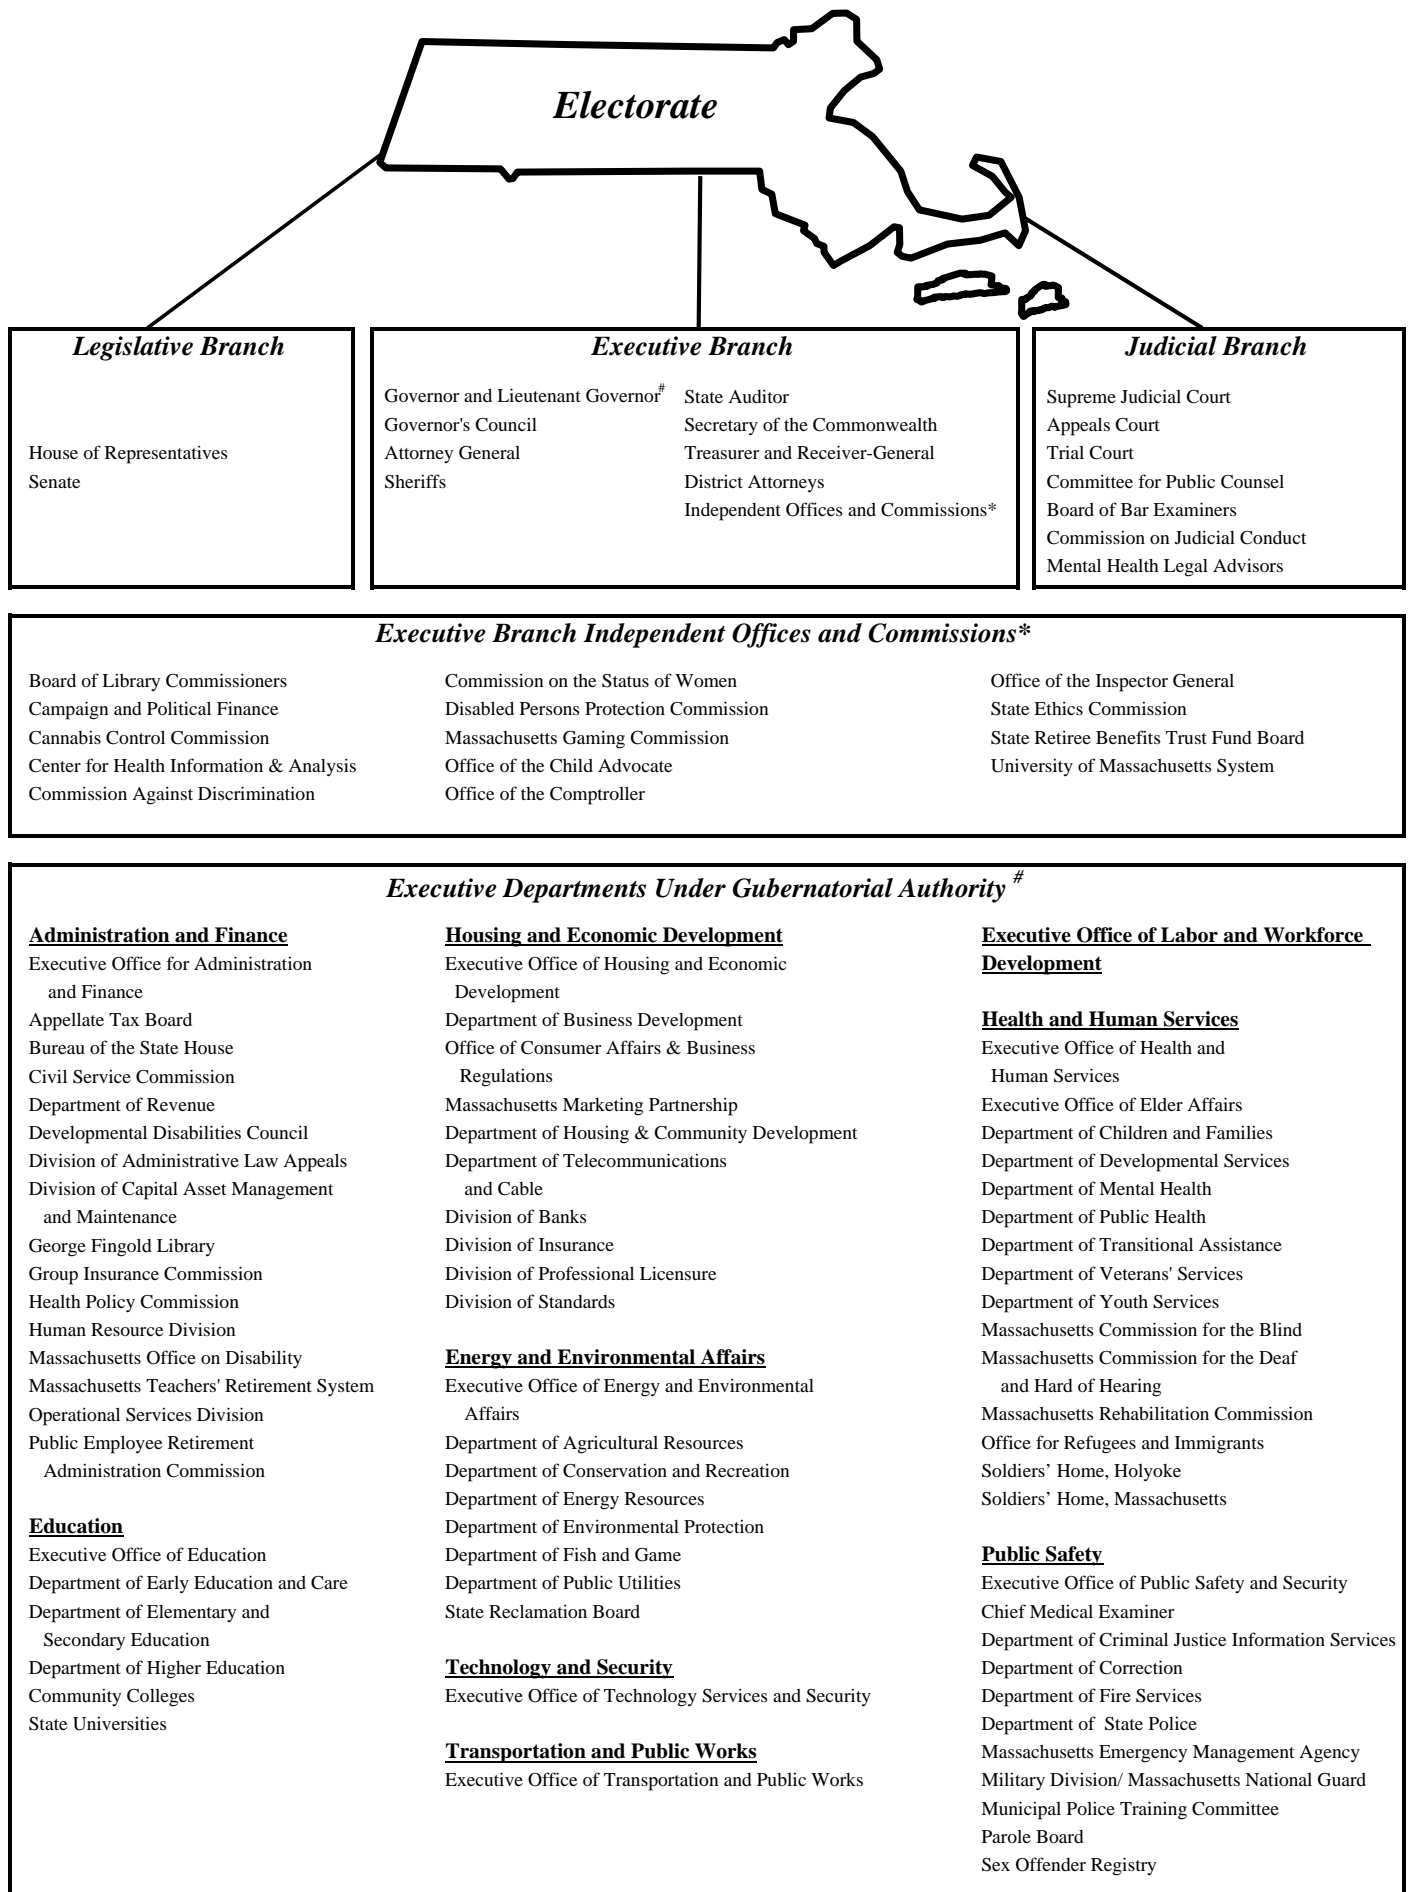 Electorate
Legislative Branch
House of Representatives
Senate
Executive Branch
Governor and Lieutenant Governor#
Governor's Council
Attorney General
Sheriffs
State Auditor
Secretary of the Commonwealth
Treasurer and Receiver-General
District Attorneys
Independent Offices and Commissions*
Judicial Branch
Supreme Judicial Court
Appeals Court
Trial Court
Committee for Public Counsel
Board of Bar Examiners
Commission on Judicial Conduct
Mental Health Legal Advisors
Executive Branch Independent Offices and Commissions*
Board of Library Commissioners
Campaign and Political Finance
Cannabis Control Commission
Center for Health Information & Analysis
Commission Against Discrimination
Commission on the Status of Women
Disabled Persons Protection Commission
Massachusetts Gaming Commission
Office of the Child Advocate
Office of the Comptroller
Office of the Inspector General
State Ethics Commission
State Retiree Benefits Trust Fund Board
University of Massachusetts System
Executive Departments Under Gubernatorial Authority #
Administration and Finance
Executive Office for Administration
and Finance
Appellate Tax Board
Bureau of the State House
Civil Service Commission
Department of Revenue
Developmental Disabilities Council
Division of Administrative Law Appeals
Division of Capital Asset Management
and Maintenance
George Fingold Library
Group Insurance Commission
Health Policy Commission
Human Resource Division
Massachusetts Office on Disability
Massachusetts Teachers' Retirement System
Operational Services Division
Public Employee Retirement
Administration Commission
Education
Executive Office of Education
Department of Early Education and Care
Department of Elementary and
Secondary Education
Department of Higher Education
Community Colleges
State Universities
Housing and Economic Development
Executive Office of Housing and Economic
Development
Department of Business Development
Office of Consumer Affairs & Business
Regulations
Massachusetts Marketing Partnership
Department of Housing & Community Development
Department of Telecommunications
and Cable
Division of Banks
Division of Insurance
Division of Professional Licensure
Division of Standards
Energy and Environmental Affairs
Executive Office of Energy and Environmental
Affairs
Department of Agricultural Resources
Department of Conservation and Recreation
Department of Energy Resources
Department of Environmental Protection
Department of Fish and Game
Department of Public Utilities
State Reclamation Board
Technology and Security
Executive Office of Technology Services and Security
Transportation and Public Works
Executive Office of Transportation and Public Works
Executive Office of Labor and Workforce
Development
Health and Human Services
Executive Office of Health and
Human Services
Executive Office of Elder Affairs
Department of Children and Families
Department of Developmental Services
Department of Mental Health
Department of Public Health
Department of Transitional Assistance
Department of Veterans' Services
Department of Youth Services
Massachusetts Commission for the Blind
Massachusetts Commission for the Deaf
and Hard of Hearing
Massachusetts Rehabilitation Commission
Office for Refugees and Immigrants
Soldiers’ Home, Holyoke
Soldiers’ Home, Massachusetts
Public Safety
Executive Office of Public Safety and Security
Chief Medical Examiner
Department of Criminal Justice Information Services
Department of Correction
Department of Fire Services
Department of State Police
Massachusetts Emergency Management Agency
Military Division/ Massachusetts National Guard
Municipal Police Training Committee
Parole Board
Sex Offender Registry